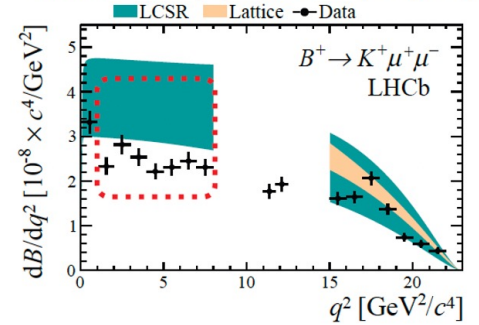 LCSR Lattice Data
B⁺ → K⁺μ⁺μ⁻
LHCb
dB/dq² [10⁻⁸ × c⁴/GeV²]
5
4
3
2
1
0
0 5 10 15 20
q² [GeV²/c⁴]